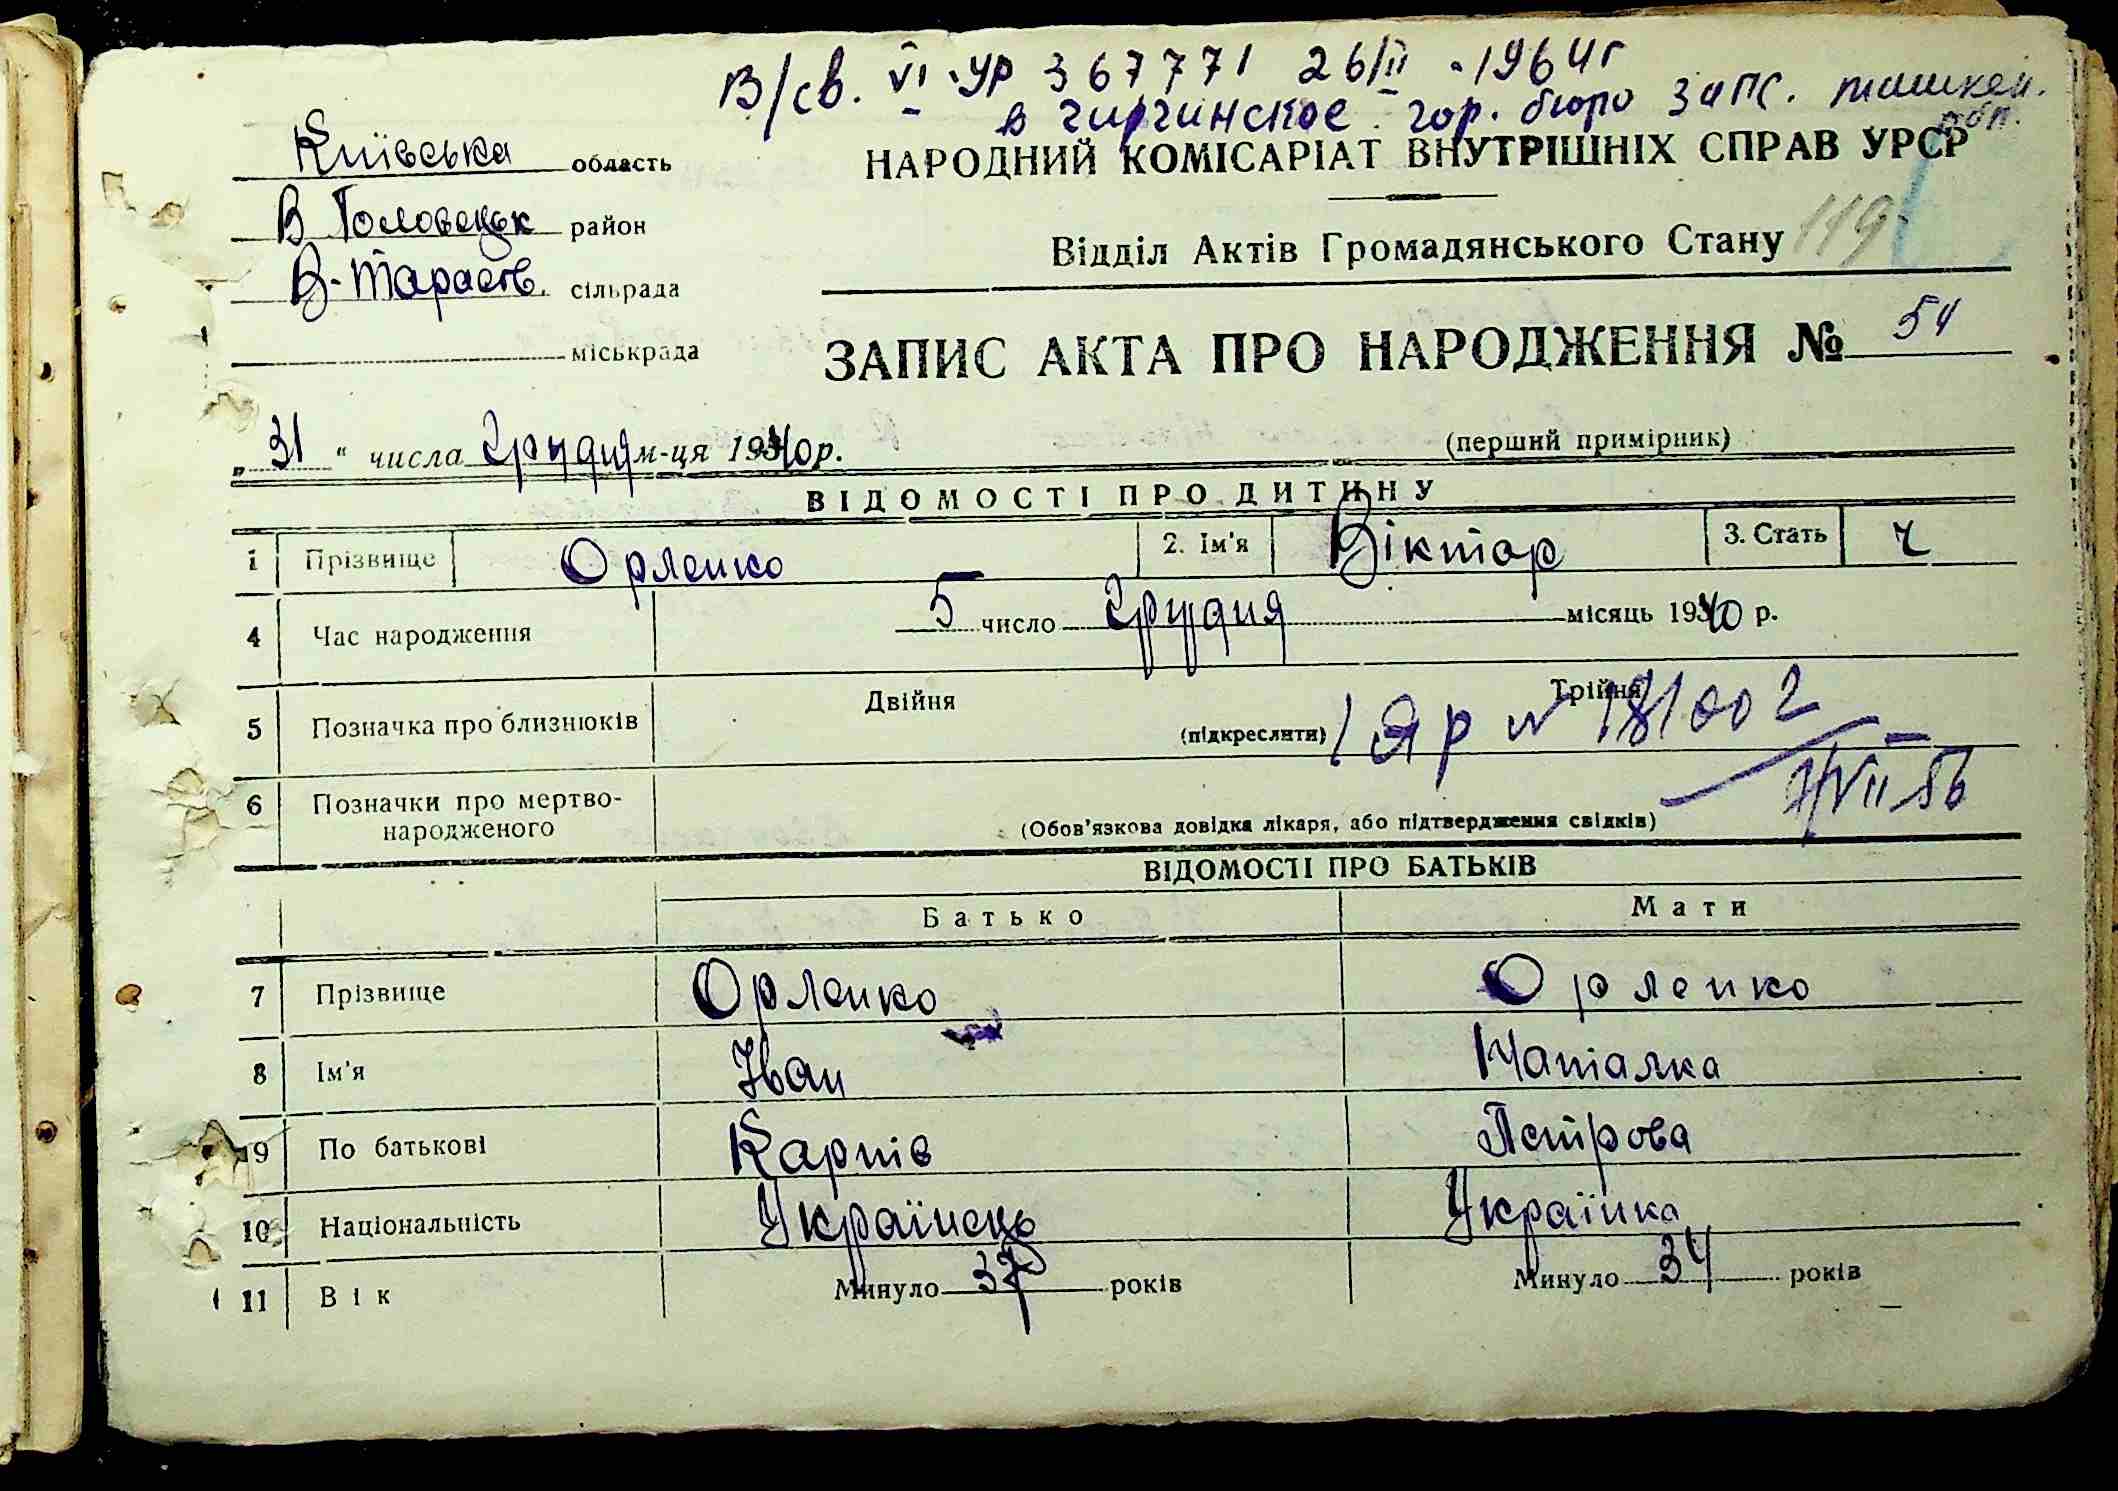 В/св. VI-УР 367771 26/II-1964г
в чирчинское гор. бюро запс. ташкен. обл.
Київська область
В Половецьк район
В-Тарасів. сільрада
міськрада
НАРОДНИЙ КОМІСАРІАТ ВНУТРІШНІХ СПРАВ УРСР
Відділ Актів Громадянського Стану 119
ЗАПИС АКТА ПРО НАРОДЖЕННЯ № 54
„31“ числа грудня м-ця 1940 р.
(перший примірник)
ВІДОМОСТІ ПРО ДИТИНУ
1 Прізвище Орленко 2. Ім'я Віктор 3. Стать ч
4 Час народження 5 число грудня місяць 1940 р.
5 Позначка про близнюків Двійня (підкреслити) Трійня
І ЯР № 181002
7/VII 56
6 Позначки про мертво-
народженого
(Обов'язкова довідка лікаря, або підтвердження свідків)
ВІДОМОСТІ ПРО БАТЬКІВ
Батько Мати
7 Прізвище Орленко Орленко
8 Ім'я Іван Наталка
9 По батькові Карпів Петрова
10 Національність Українець Українка
11 Вік Минуло 37 років Минуло 34 років